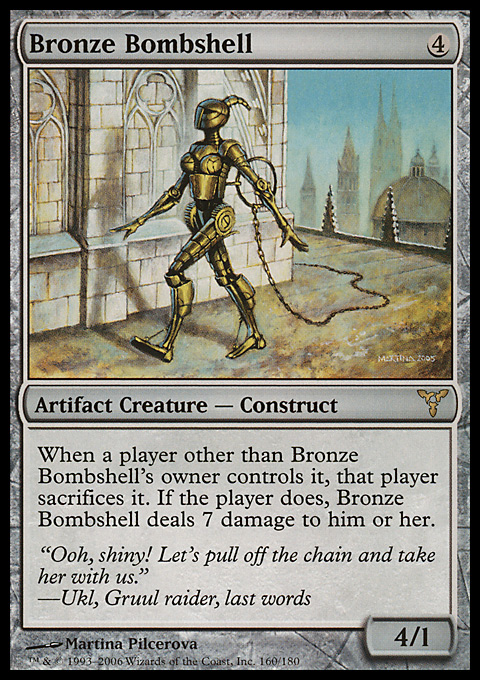 Bronze Bombshell 4
MARTINA 2005
Artifact Creature — Construct
When a player other than Bronze
Bombshell's owner controls it, that player
sacrifices it. If the player does, Bronze
Bombshell deals 7 damage to him or her.
“Ooh, shiny! Let's pull off the chain and take
her with us.”
—Ukl, Gruul raider, last words
4/1
Martina Pilcerova
™ & © 1993–2006 Wizards of the Coast, Inc. 160/180